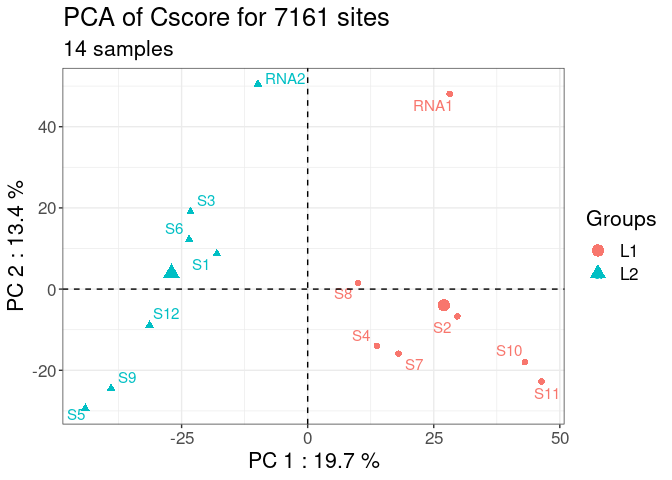 PCA of Cscore for 7161 sites
14 samples
RNA2
RNA1
S3
S6
S1
S8
S12
S2
S4
S7
S10
S9
S11
S5
40
20
0
-20
PC 2 : 13.4 %
-25
0
25
50
PC 1 : 19.7 %
Groups
L1
L2